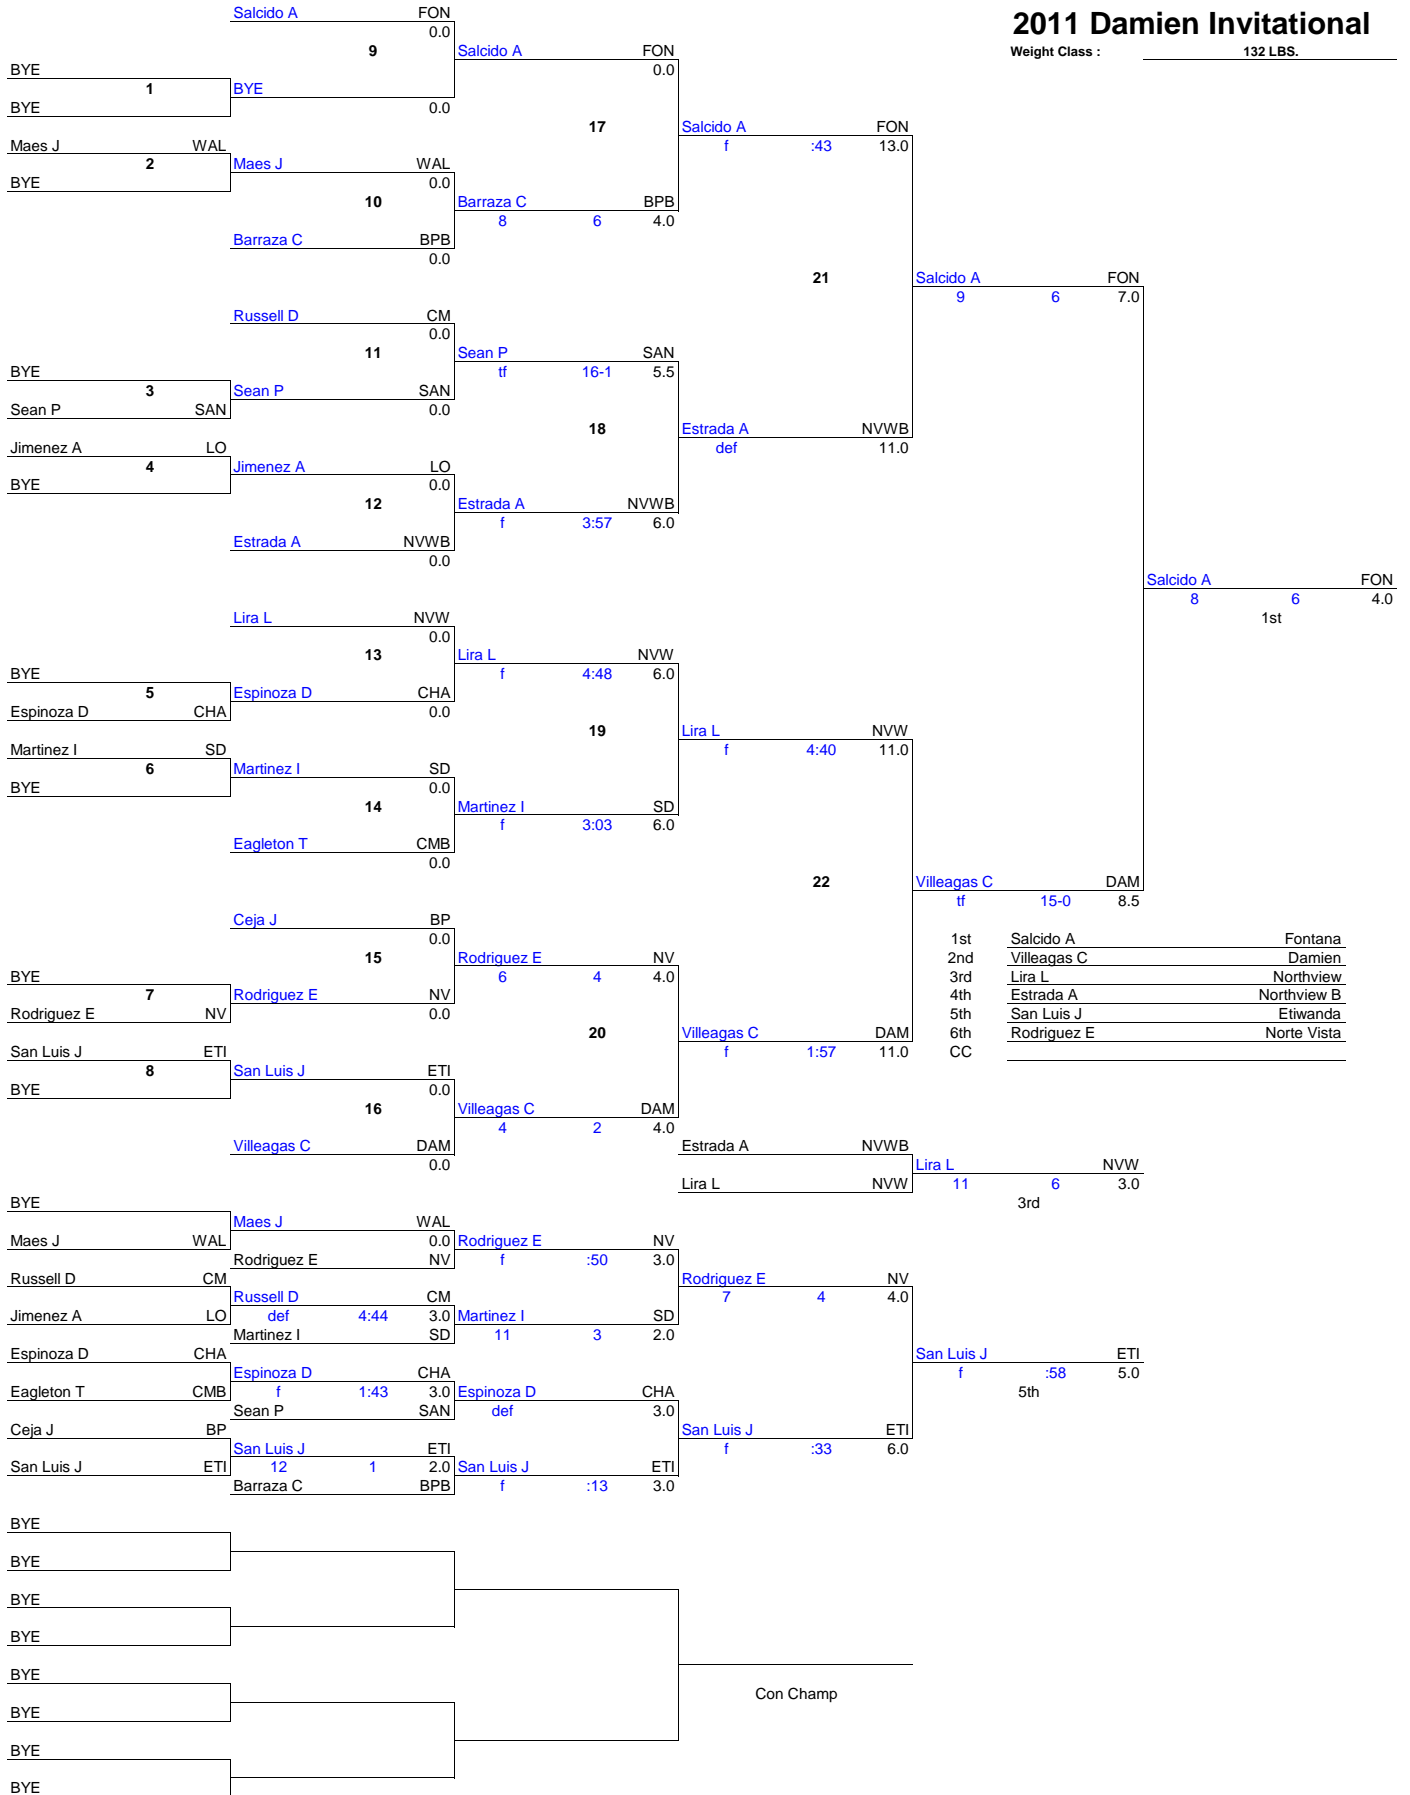 2011 Damien Invitational
Weight Class : 132 LBS.
Salcido A FON
0.0
9
Salcido A FON
0.0
BYE
1
BYE
BYE
0.0
17
Salcido A FON
f :43 13.0
Maes J WAL
2
Maes J WAL
BYE
0.0
10
Barraza C BPB
8 6 4.0
Barraza C BPB
0.0
21
Salcido A FON
9 6 7.0
Russell D CM
0.0
11
Sean P SAN
tf 16-1 5.5
BYE
3
Sean P SAN
Sean P SAN
0.0
18
Estrada A NVWB
def 11.0
Jimenez A LO
4
Jimenez A LO
BYE
0.0
12
Estrada A NVWB
f 3:57 6.0
Estrada A NVWB
0.0
Salcido A FON
8 6 4.0
1st
Lira L NVW
0.0
13
Lira L NVW
f 4:48 6.0
BYE
5
Espinoza D CHA
Espinoza D CHA
0.0
19
Lira L NVW
f 4:40 11.0
Martinez I SD
6
Martinez I SD
BYE
0.0
14
Martinez I SD
f 3:03 6.0
Eagleton T CMB
0.0
22
Villeagas C DAM
tf 15-0 8.5
Ceja J BP
0.0
15
Rodriguez E NV
6 4 4.0
BYE
7
Rodriguez E NV
Rodriguez E NV
0.0
20
Villeagas C DAM
f 1:57 11.0
San Luis J ETI
8
San Luis J ETI
BYE
0.0
16
Villeagas C DAM
4 2 4.0
Villeagas C DAM
0.0
1st Salcido A Fontana
2nd Villeagas C Damien
3rd Lira L Northview
4th Estrada A Northview B
5th San Luis J Etiwanda
6th Rodriguez E Norte Vista
CC
Estrada A NVWB
Lira L NVW
Lira L NVW
11 6 3.0
3rd
BYE
Maes J WAL
Maes J WAL
0.0
Rodriguez E NV
Rodriguez E NV
f :50 3.0
Russell D CM
Jimenez A LO
Russell D CM
def 4:44 3.0
Martinez I SD
Martinez I SD
11 3 2.0
Rodriguez E NV
7 4 4.0
Espinoza D CHA
Eagleton T CMB
Espinoza D CHA
f 1:43 3.0
Sean P SAN
Espinoza D CHA
def 3.0
Ceja J BP
San Luis J ETI
San Luis J ETI
12 1 2.0
Barraza C BPB
San Luis J ETI
f :13 3.0
San Luis J ETI
f :33 6.0
San Luis J ETI
f :58 5.0
5th
BYE
BYE
BYE
BYE
BYE
BYE
BYE
BYE
Con Champ